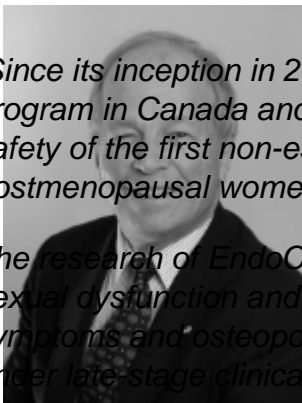 Since its inception in 2
rogram in Canada and
afety of the first non-es
ostmenopausal wome
he research of EndoC
exual dysfunction and
ymptoms and osteopo
nder late-stage clinica